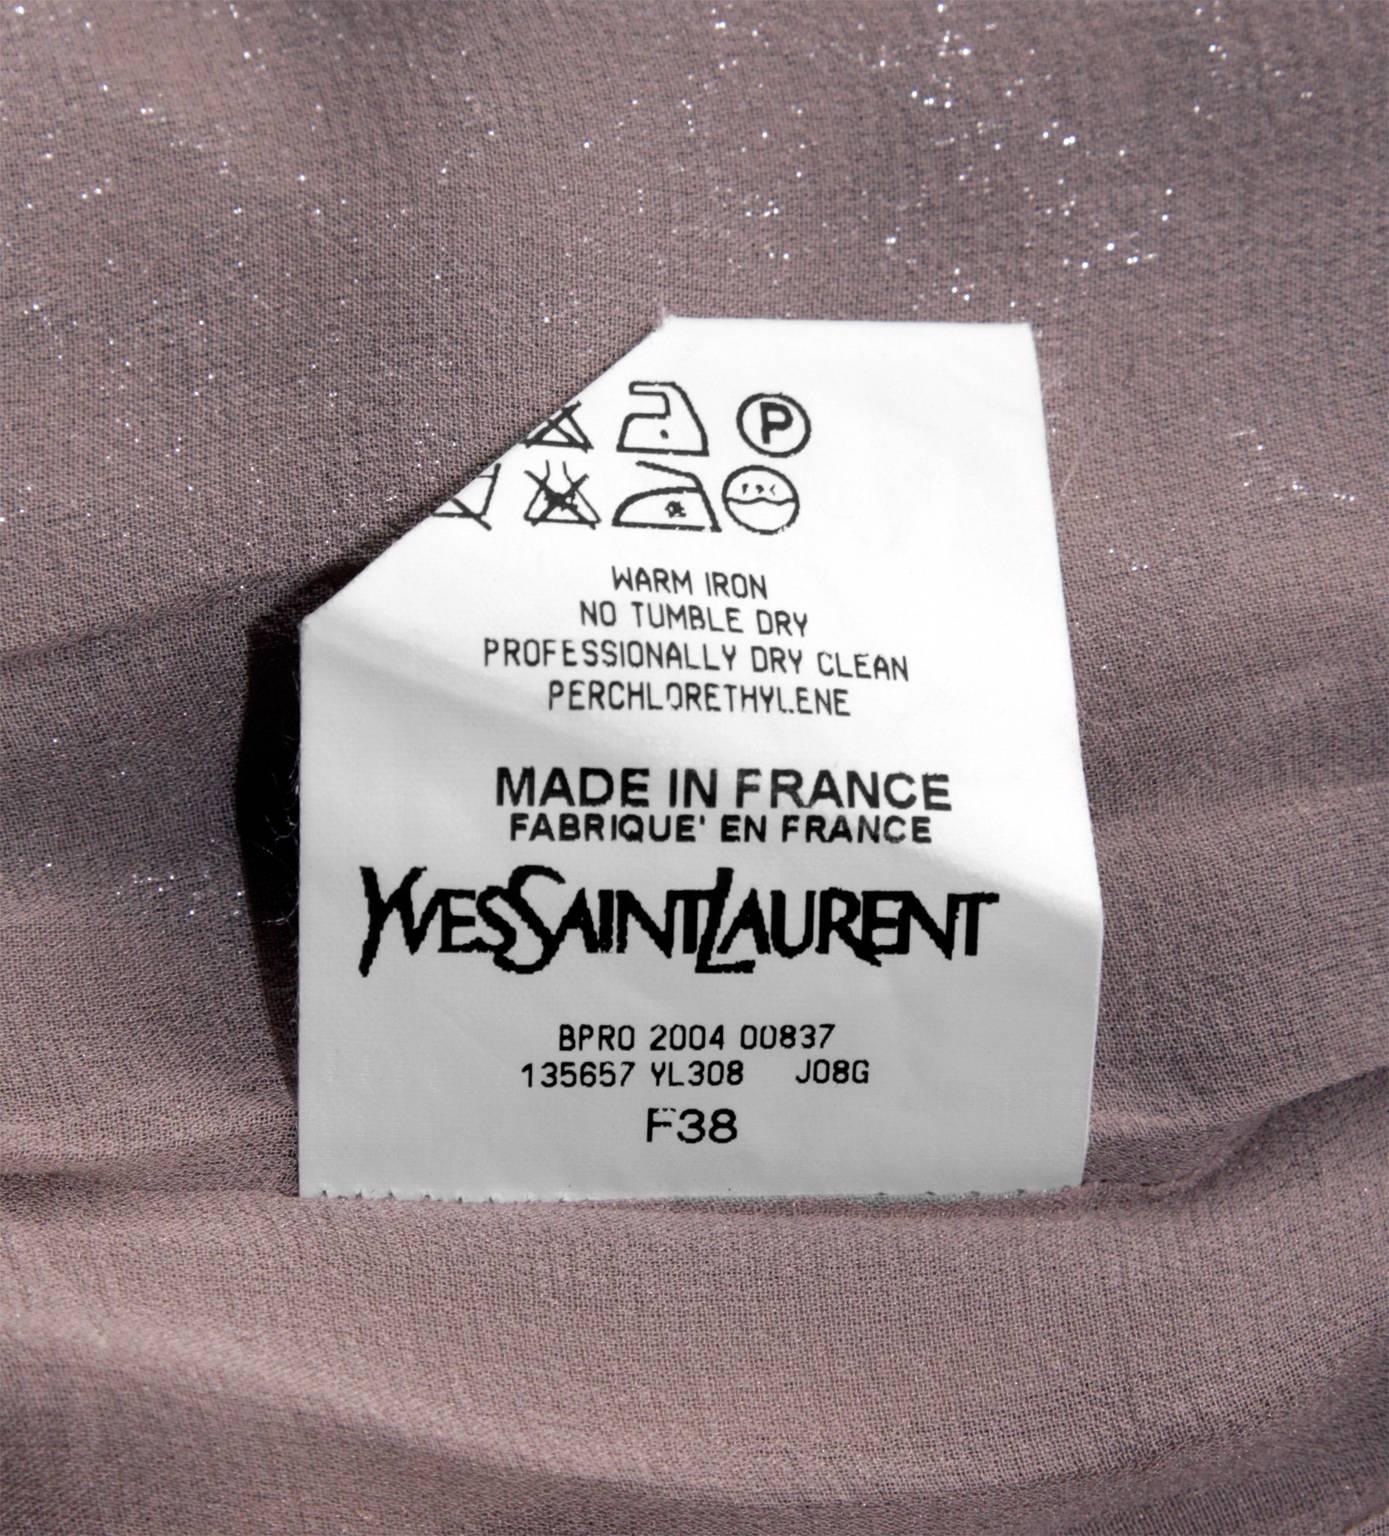 P
WARM IRON
NO TUMBLE DRY
PROFESSIONALLY DRY CLEAN
PERCHLORETHYLENE
MADE IN FRANCE
FABRIQUE' EN FRANCE
YVESSAINTLAURENT
BPRO 2004 00837
135657 YL308 J08G
F38